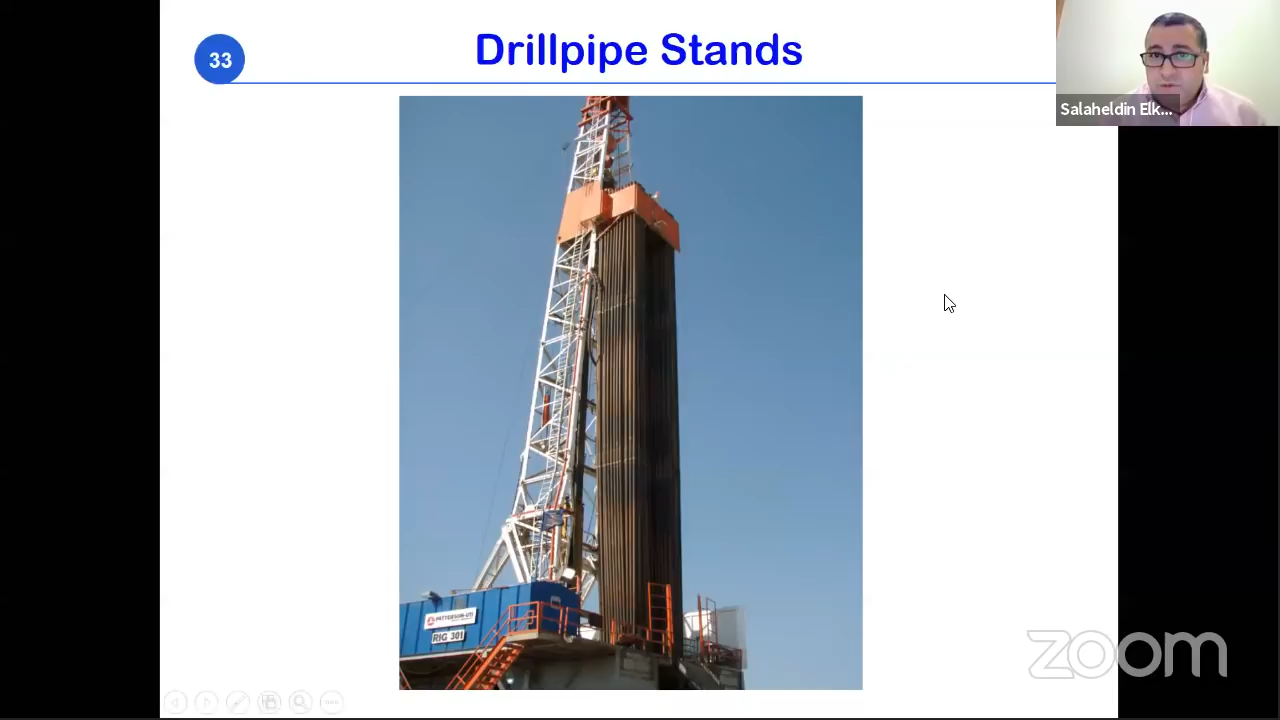 33
Drillpipe Stands
Salaheldin Elk...
PATTERSON-UTI
RIG 301
zoom